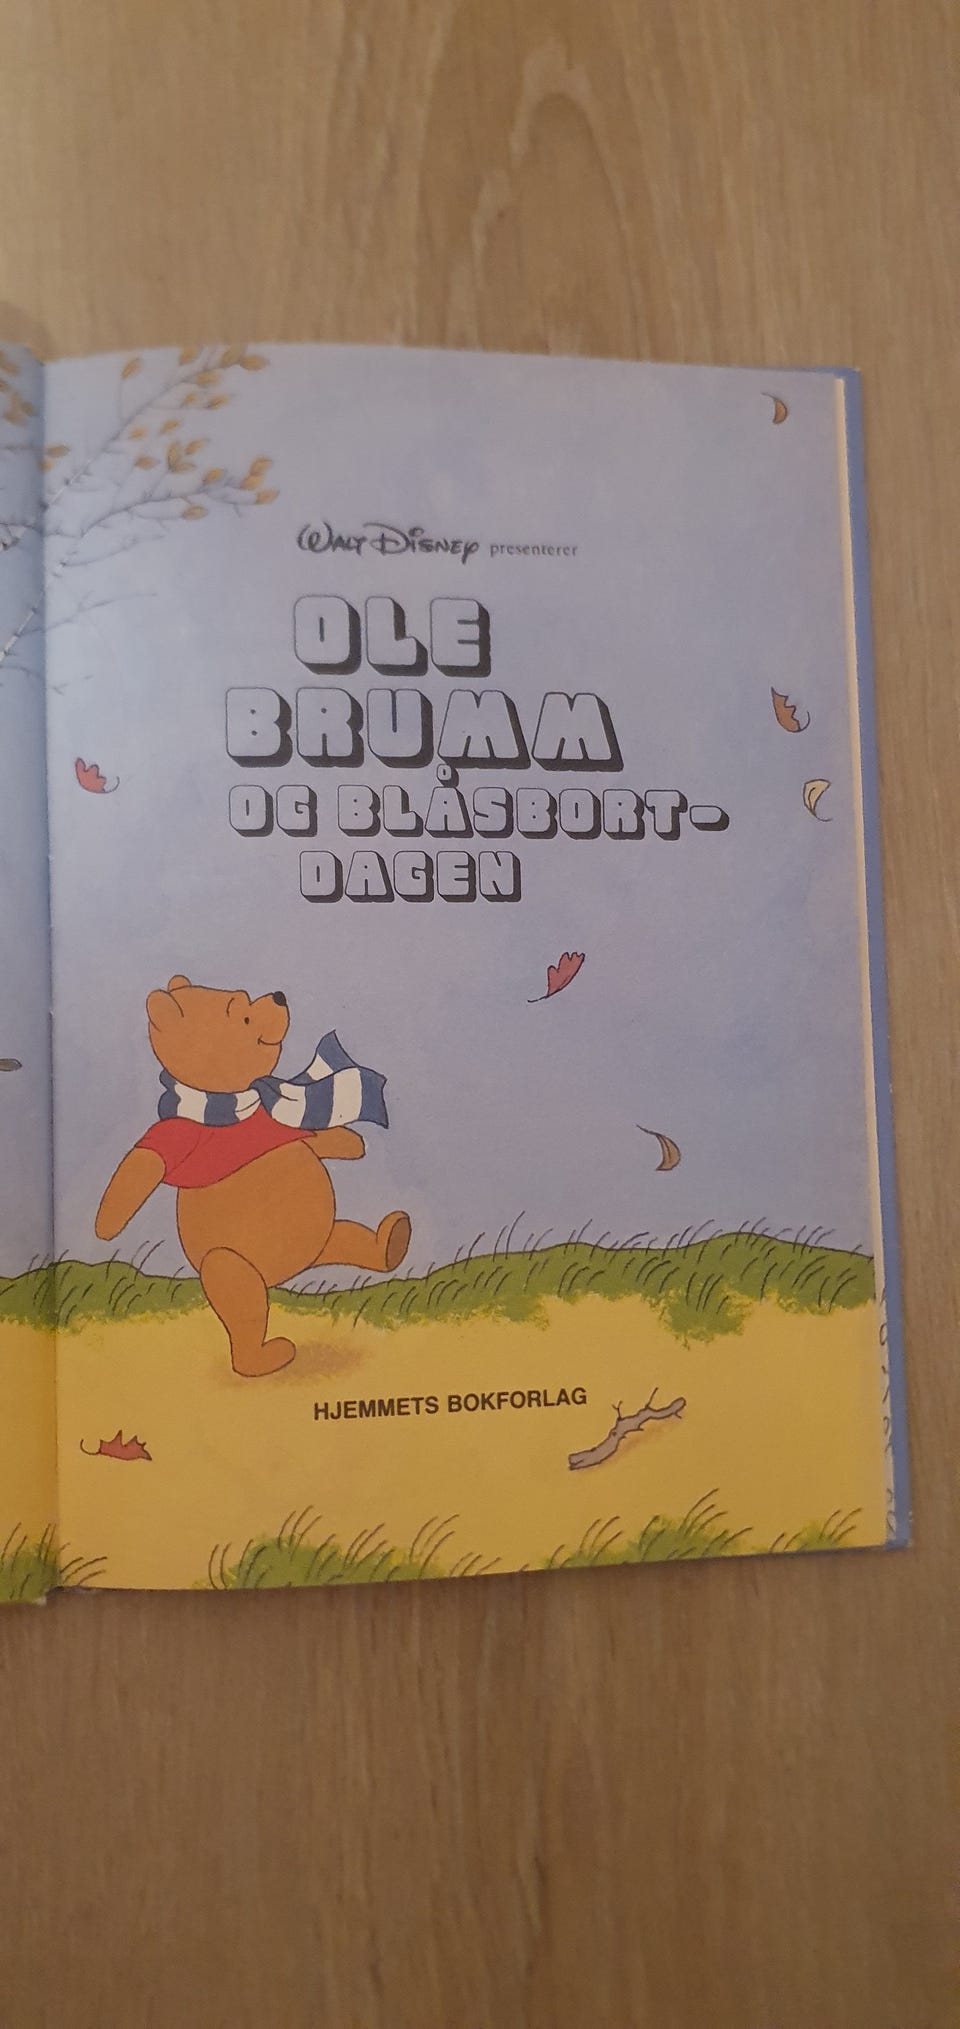 Walt Disney presenterer
OLE
BRUMM
OG BLÅSBORT-
DAGEN
HJEMMETS BOKFORLAG